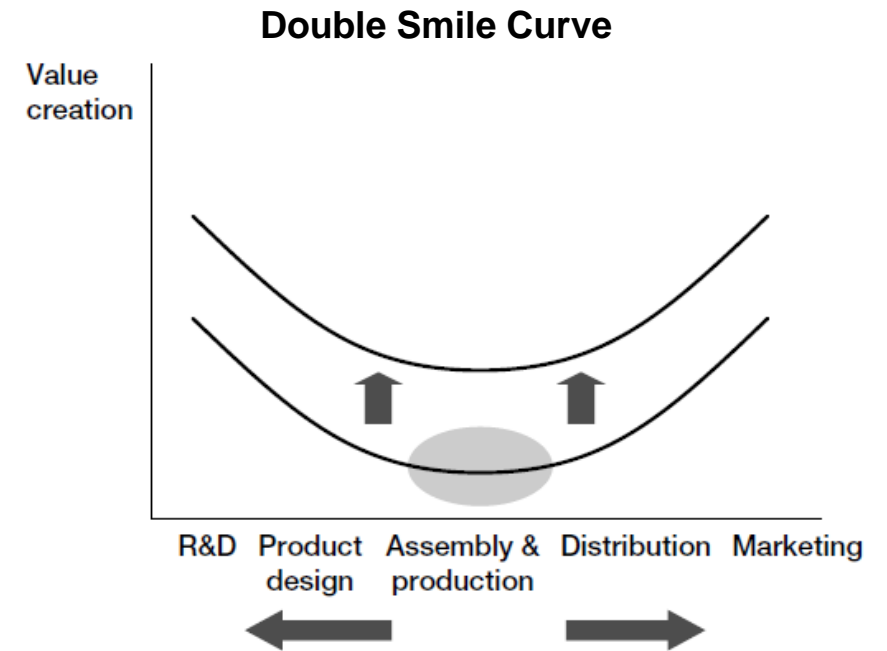 Double Smile Curve
Value
creation
R&D Product Assembly & Distribution Marketing
design production